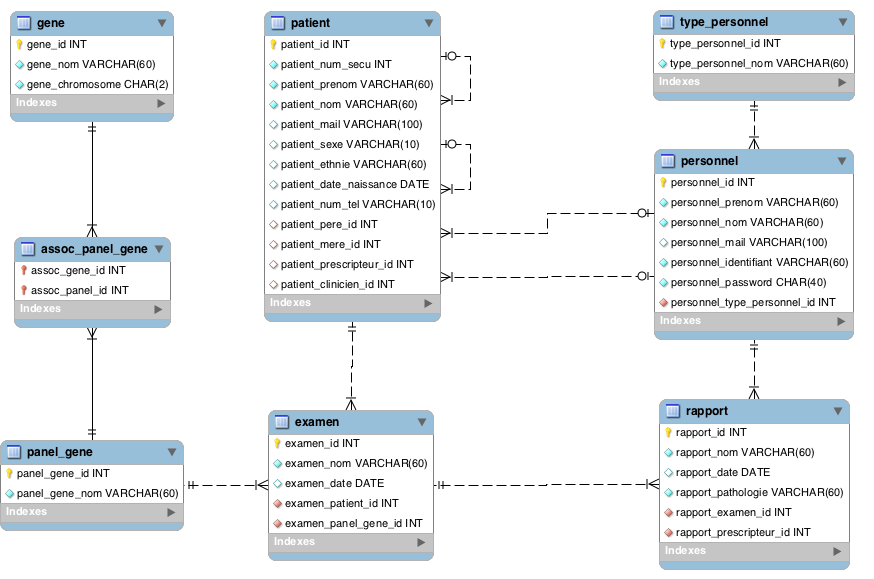 gene
gene_id INT
gene_nom VARCHAR(60)
gene_chromosome CHAR(2)
Indexes
patient
patient_id INT
patient_num_secu INT
patient_prenom VARCHAR(60)
patient_nom VARCHAR(60)
patient_mail VARCHAR(100)
patient_sexe VARCHAR(10)
patient_ethnie VARCHAR(60)
patient_date_naissance DATE
patient_num_tel VARCHAR(10)
patient_pere_id INT
patient_mere_id INT
patient_prescripteur_id INT
patient_clinicien_id INT
Indexes
type_personnel
type_personnel_id INT
type_personnel_nom VARCHAR(60)
Indexes
personnel
personnel_id INT
personnel_prenom VARCHAR(60)
personnel_nom VARCHAR(60)
personnel_mail VARCHAR(100)
personnel_identifiant VARCHAR(60)
personnel_password CHAR(40)
personnel_type_personnel_id INT
Indexes
assoc_panel_gene
assoc_gene_id INT
assoc_panel_id INT
Indexes
panel_gene
panel_gene_id INT
panel_gene_nom VARCHAR(60)
Indexes
examen
examen_id INT
examen_nom VARCHAR(60)
examen_date DATE
examen_patient_id INT
examen_panel_gene_id INT
Indexes
rapport
rapport_id INT
rapport_nom VARCHAR(60)
rapport_date DATE
rapport_pathologie VARCHAR(60)
rapport_examen_id INT
rapport_prescripteur_id INT
Indexes